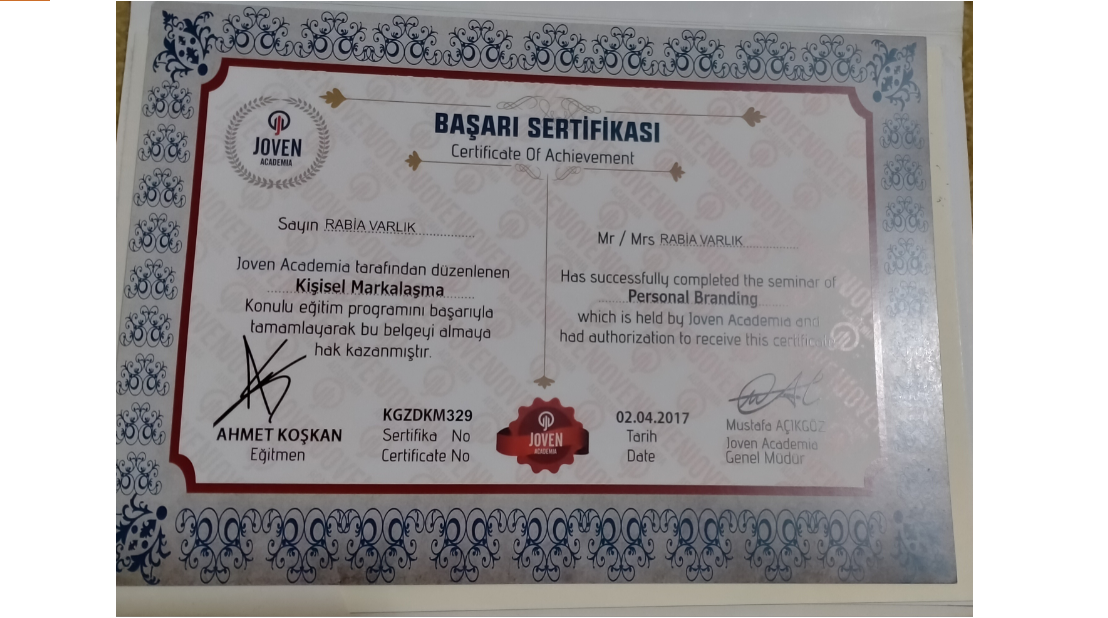 JOVEN
ACADEMIA
BAŞARI SERTİFİKASI
Certificate Of Achievement
Sayın RABİA VARLIK
Joven Academia tarafından düzenlenen
Kişisel Markalaşma
Konulu eğitim programını başarıyla
tamamlayarak bu belgeyi almaya
hak kazanmıştır.
Mr / Mrs RABİA VARLIK
Has successfully completed the seminar of
Personal Branding
which is held by Joven Academia and
had authorization to receive this certificate
AHMET KOŞKAN
Eğitmen
KGZDKM329
Sertifika No
Certificate No
JOVEN
ACADEMIA
02.04.2017
Tarih
Date
Mustafa AÇIKGÖZ
Joven Academia
Genel Müdür